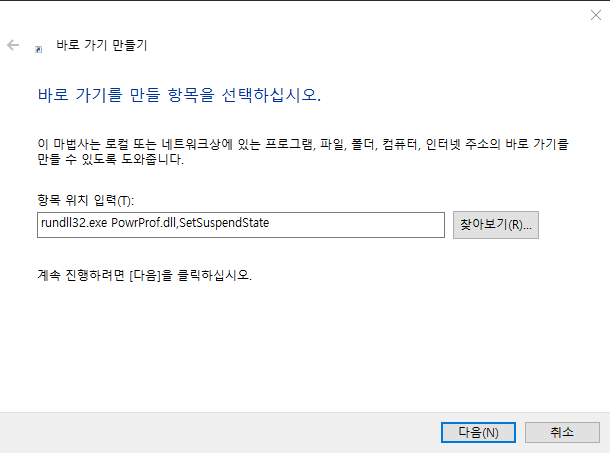 바로 가기 만들기
바로 가기를 만들 항목을 선택하십시오.
이 마법사는 로컬 또는 네트워크상에 있는 프로그램, 파일, 폴더, 컴퓨터, 인터넷 주소의 바로 가기를
만들 수 있도록 도와줍니다.
항목 위치 입력(T):
rundll32.exe PowrProf.dll,SetSuspendState
찾아보기(R)...
계속 진행하려면 [다음]을 클릭하십시오.
다음(N)
취소